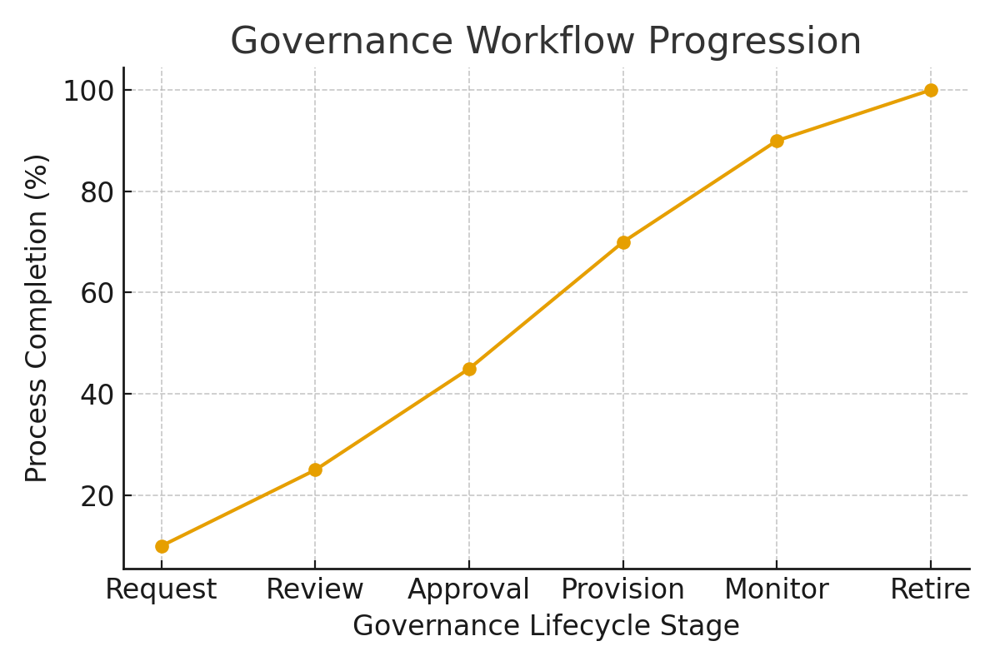 Governance Workflow Progression
Process Completion (%)
100
80
60
40
20
Request Review Approval Provision Monitor Retire
Governance Lifecycle Stage